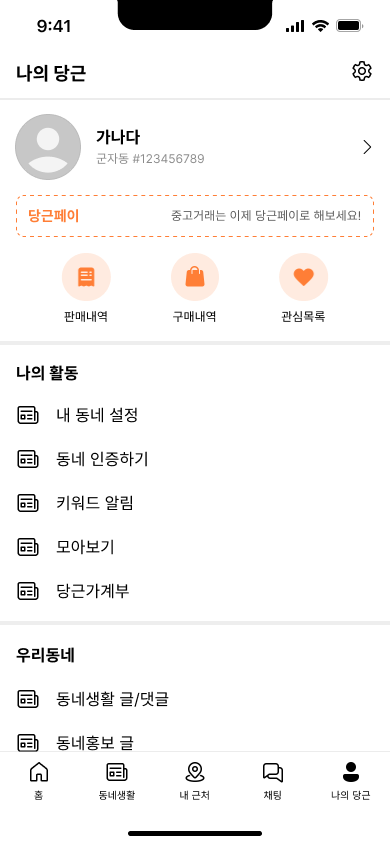 9:41
나의 당근
가나다
군자동 #123456789
당근페이 중고거래는 이제 당근페이로 해보세요!
판매내역 구매내역 관심목록
나의 활동
내 동네 설정
동네 인증하기
키워드 알림
모아보기
당근가계부
우리동네
동네생활 글/댓글
동네홍보 글
홈 동네생활 내 근처 채팅 나의 당근